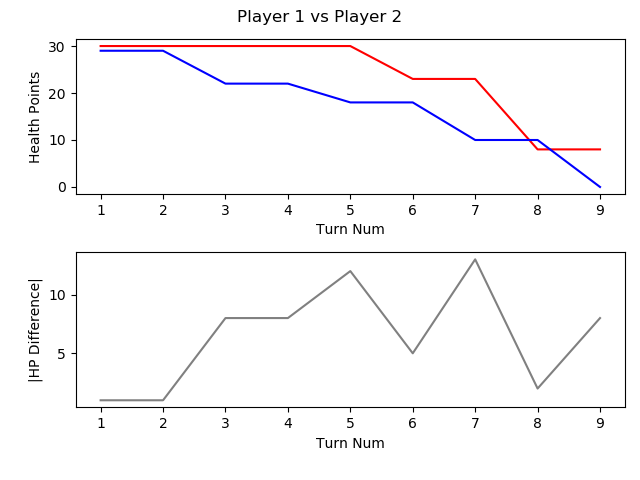 Player 1 vs Player 2
30
20
10
0
Health Points
1 2 3 4 5 6 7 8 9
Turn Num
10
5
|HP Difference|
1 2 3 4 5 6 7 8 9
Turn Num